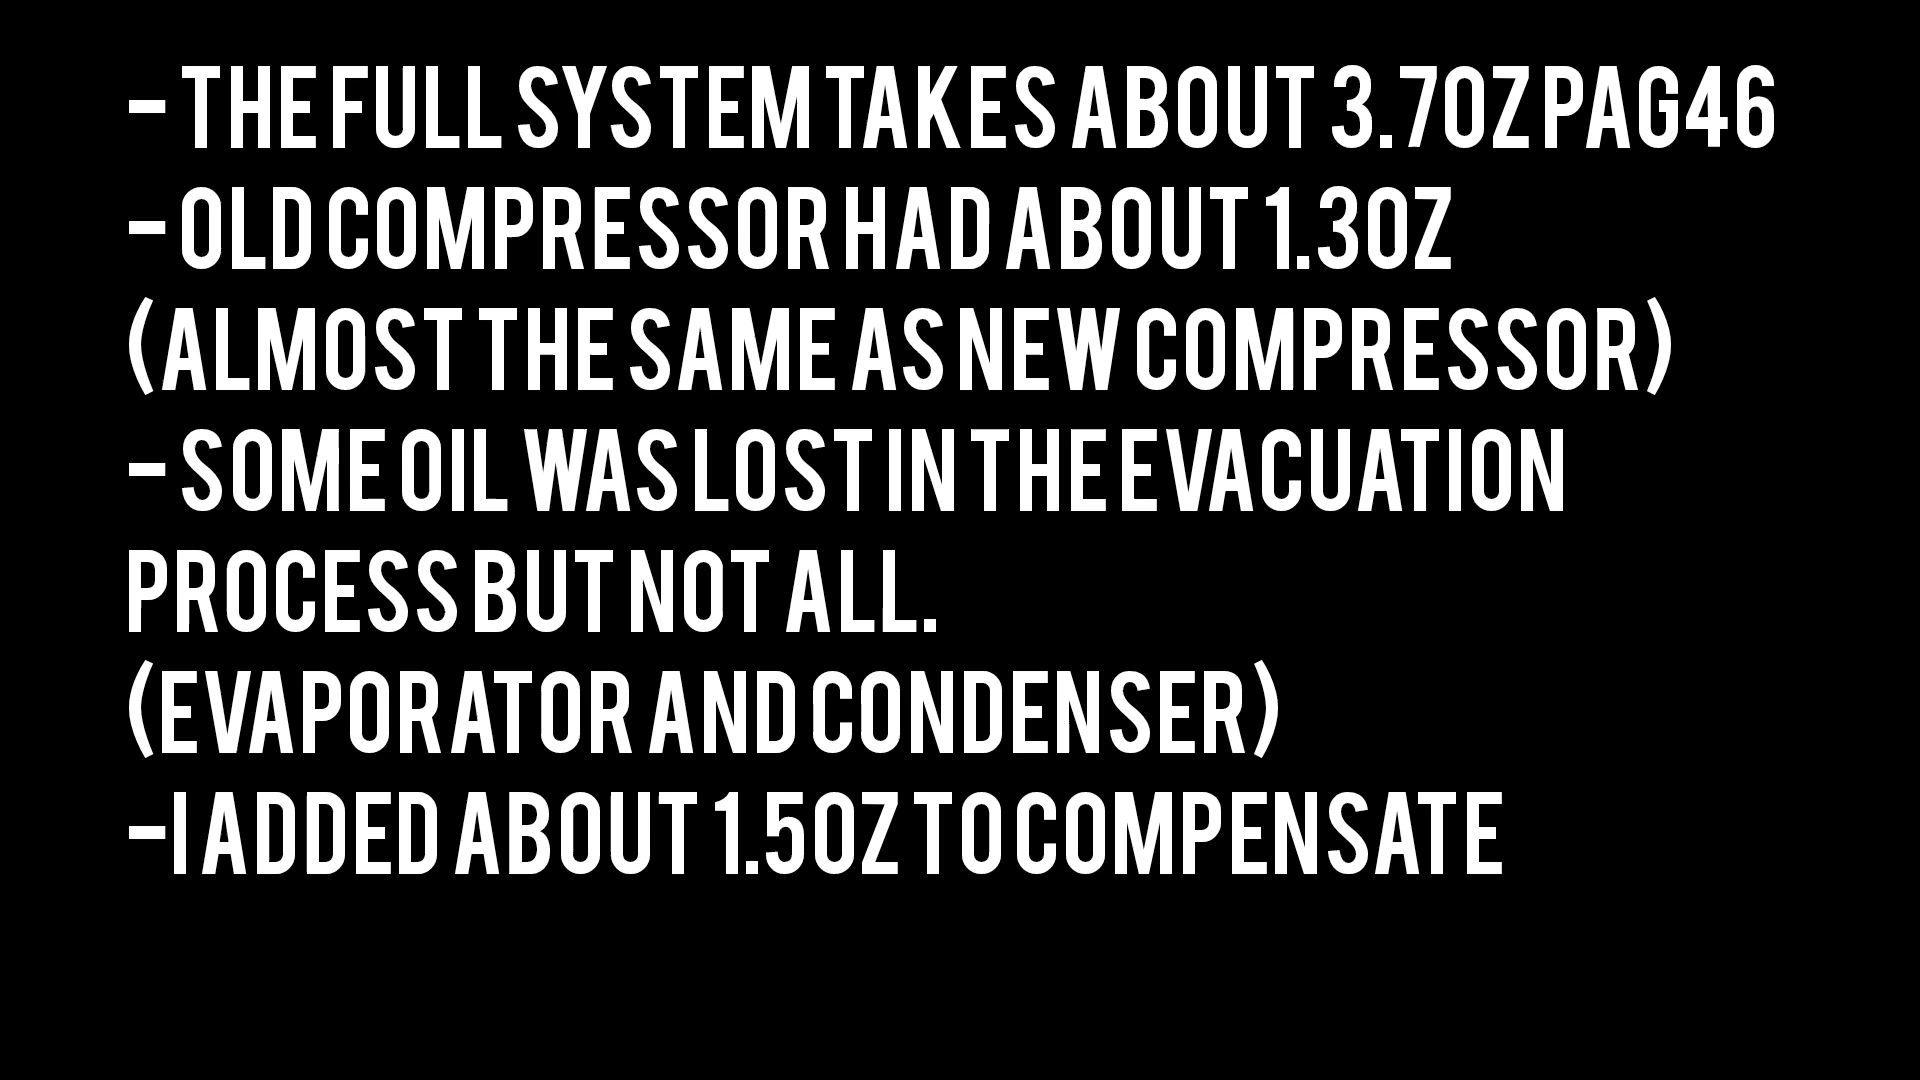 - THE FULL SYSTEM TAKES ABOUT 3.7OZ PAG46
- OLD COMPRESSOR HAD ABOUT 1.3OZ
(ALMOST THE SAME AS NEW COMPRESSOR)
- SOME OIL WAS LOST IN THE EVACUATION
PROCESS BUT NOT ALL.
(EVAPORATOR AND CONDENSER)
-I ADDED ABOUT 1.5OZ TO COMPENSATE